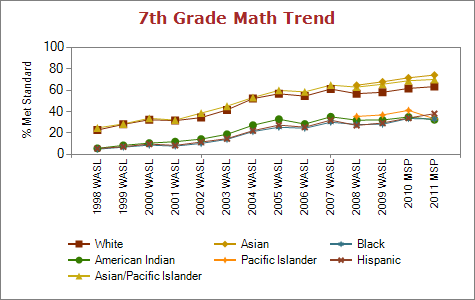 7th Grade Math Trend
% Met Standard
100
80
60
40
20
0
1998 WASL
1999 WASL
2000 WASL
2001 WASL
2002 WASL
2003 WASL
2004 WASL
2005 WASL
2006 WASL
2007 WASL
2008 WASL
2009 WASL
2010 MSP
2011 MSP
White Asian Black
American Indian Pacific Islander Hispanic
Asian/Pacific Islander